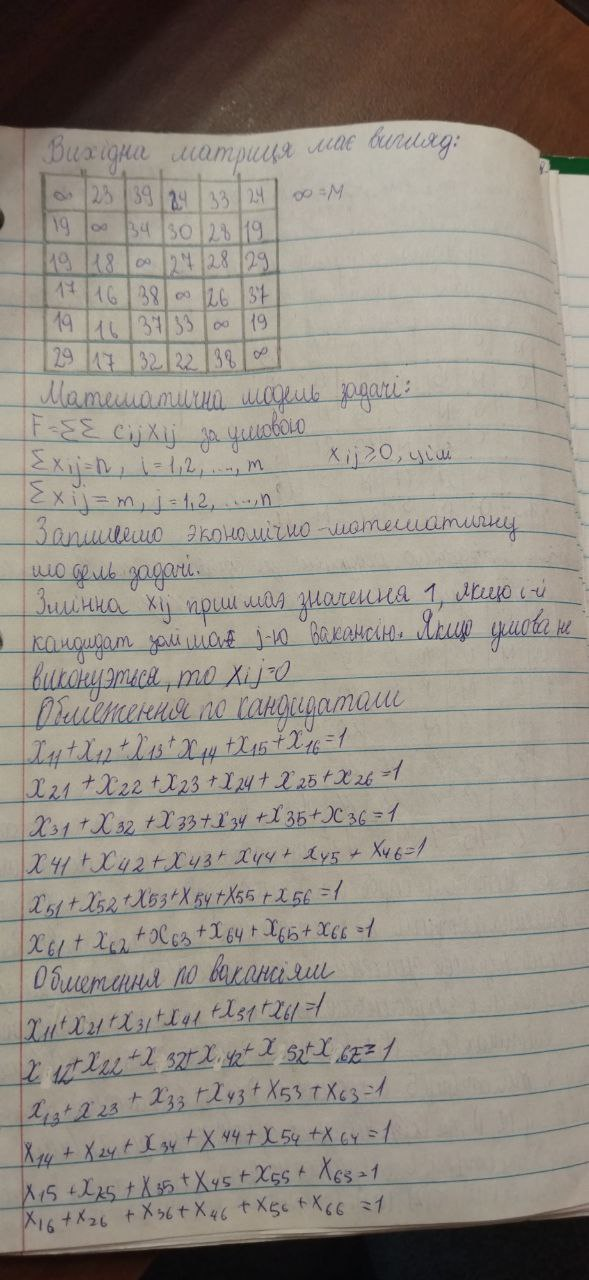 Вихідна матриця має вигляд:
∞ 23 39 24 33 24 ∞=М
19 ∞ 34 30 28 19
19 18 ∞ 27 28 29
17 16 38 ∞ 26 37
19 16 37 33 ∞ 19
29 17 32 22 38 ∞
Математична модель задачі:
F=ΣΣ cijxij за умовою
Σxij=n, i=1,2,...,m xij≥0, цілі
Σxij=m, j=1,2,...,n
Запишемо экономічно-математичну
модель задачі.
Змінна xij приймає значення 1, якщо i-й
кандидат займає j-ю вакансію. Якщо умова не
виконуэться, то xij=0
Обмеження по кандидатам
x11+x12+x13+x14+x15+x16=1
x21+x22+x23+x24+x25+x26=1
x31+x32+x33+x34+x35+x36=1
x41+x42+x43+x44+x45+x46=1
x51+x52+x53+x54+x55+x56=1
x61+x62+x63+x64+x65+x66=1
Обмеження по вакансіям
x11+x21+x31+x41+x51+x61=1
x12+x22+x32+x42+x52+x62=1
x13+x23+x33+x43+x53+x63=1
x14+x24+x34+x44+x54+x64=1
x15+x25+x35+x45+x55+x65=1
x16+x26+x36+x46+x56+x66=1